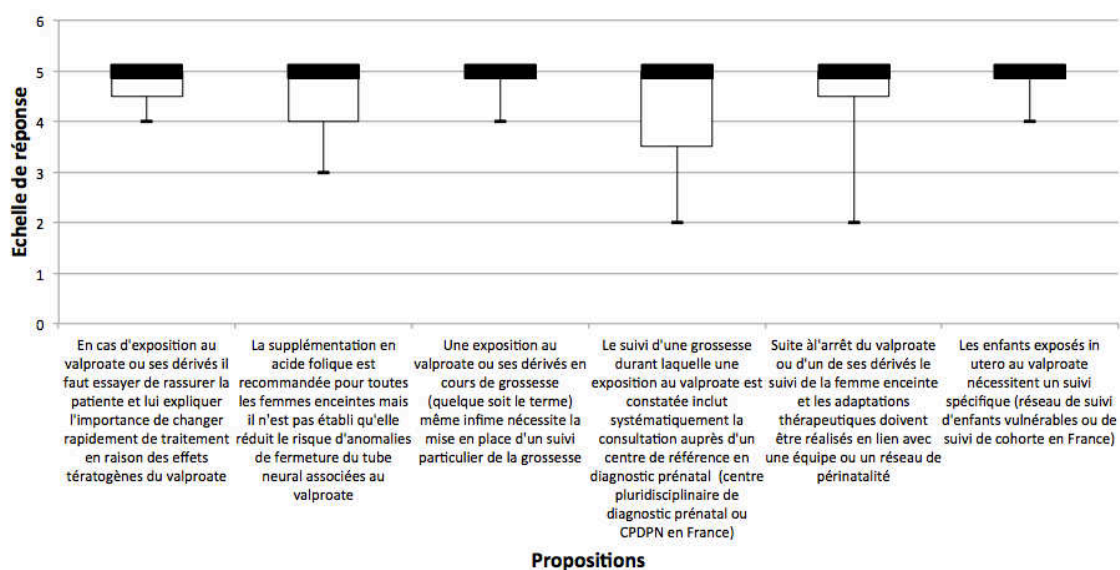 6
5
4
3
2
1
0
Echelle de réponse
En cas d'exposition au
valproate ou ses dérivés il
faut essayer de rassurer la
patiente et lui expliquer
l'importance de changer
rapidement de traitement
en raison des effets
tératogènes du valproate
La supplémentation en
acide folique est
recommandée pour toutes
les femmes enceintes mais
il n'est pas établi qu'elle
réduit le risque d'anomalies
de fermeture du tube
neural associées au
valproate
Une exposition au
valproate ou ses dérivés en
cours de grossesse
(quelque soit le terme)
même infime nécessite la
mise en place d'un suivi
particulier de la grossesse
Le suivi d'une grossesse
durant laquelle une
exposition au valproate est
constatée inclut
systématiquement la
consultation auprès d'un
centre de référence en
diagnostic prénatal (centre
pluridisciplinaire de
diagnostic prénatal ou
CPDPN en France)
Suite àl'arrêt du valproate
ou d'un de ses dérivés le
suivi de la femme enceinte
et les adaptations
thérapeutiques doivent
être réalisés en lien avec
une équipe ou un réseau de
périnatalité
Les enfants exposés in
utero au valproate
nécessitent un suivi
spécifique (réseau de suivi
d'enfants vulnérables ou de
suivi de cohorte en France)
Propositions